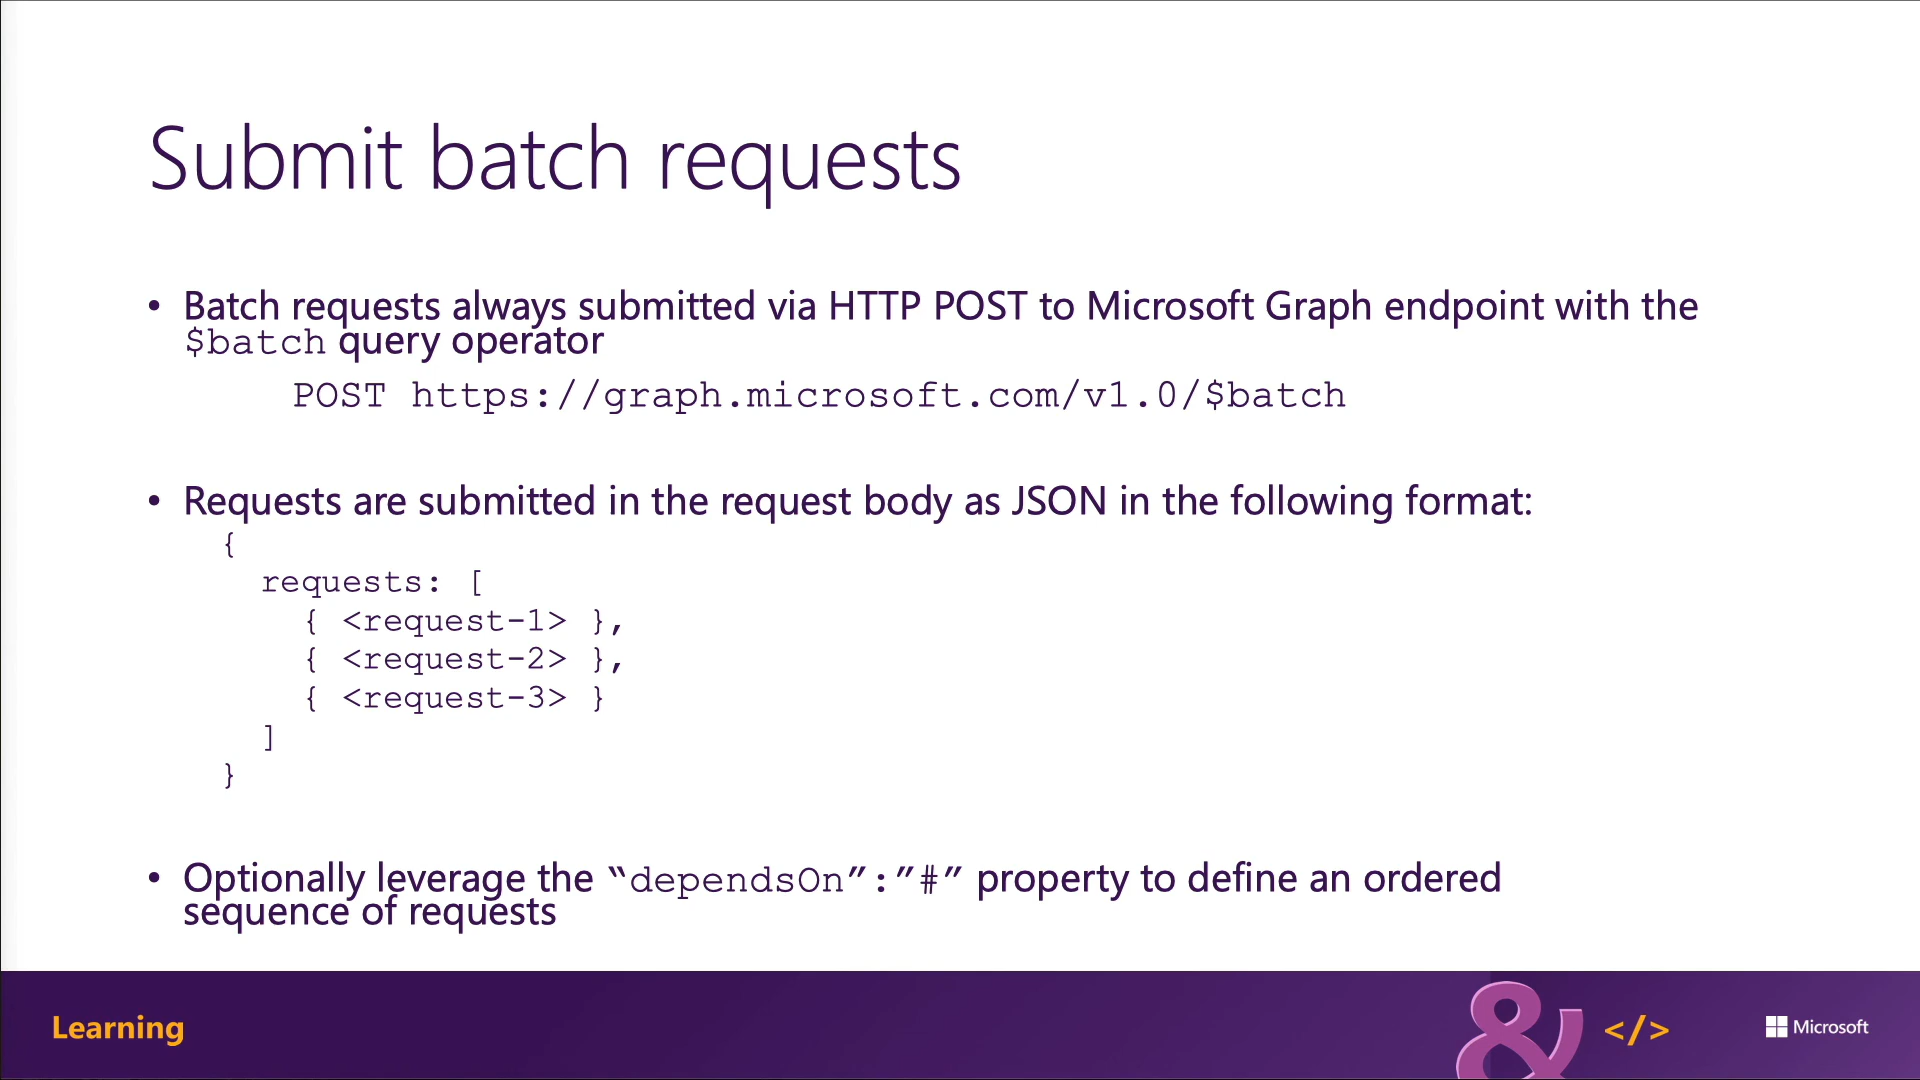 Submit batch requests
• Batch requests always submitted via HTTP POST to Microsoft Graph endpoint with the
$batch query operator
POST https://graph.microsoft.com/v1.0/$batch
• Requests are submitted in the request body as JSON in the following format:
{
requests: [
{ <request-1> },
{ <request-2> },
{ <request-3> }
]
}
• Optionally leverage the “dependsOn”:”#” property to define an ordered
sequence of requests
Learning
& </>
Microsoft